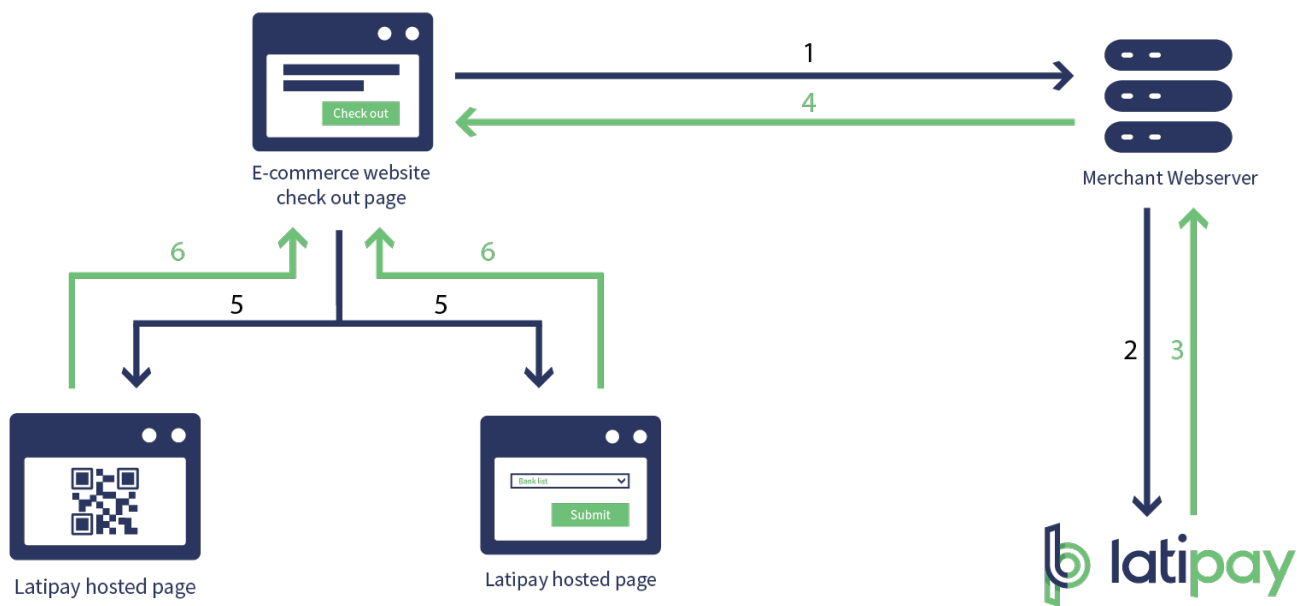 1
4
Check out
E-commerce website
check out page
Merchant Webserver
6
6
5
5
2
3
Bank list
Submit
Latipay hosted page
Latipay hosted page
latipay